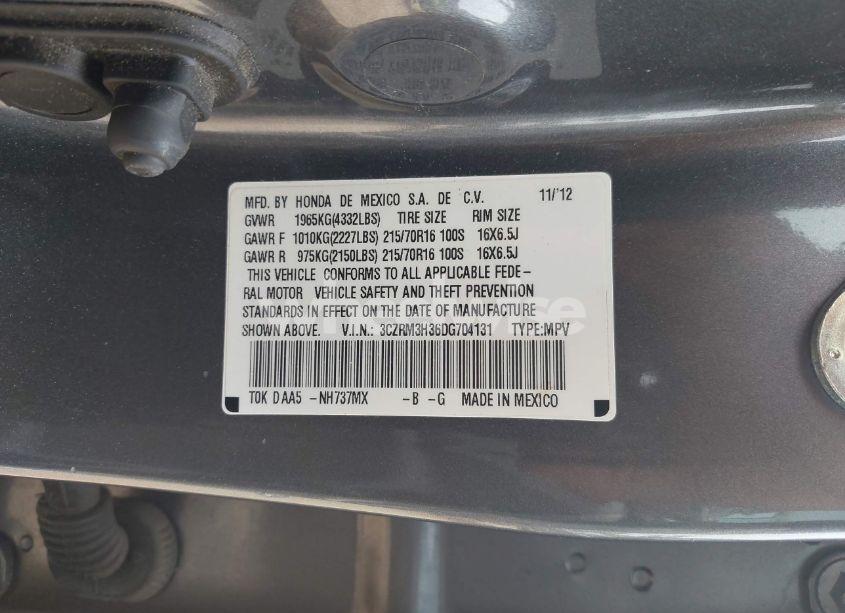 MFD. BY HONDA DE MEXICO S.A. DE C.V. 11/'12
GVWR 1965KG(4332LBS) TIRE SIZE RIM SIZE
GAWR F 1010KG(2227LBS) 215/70R16 100S 16X6.5J
GAWR R 975KG(2150LBS) 215/70R16 100S 16X6.5J
THIS VEHICLE CONFORMS TO ALL APPLICABLE FEDE-
RAL MOTOR VEHICLE SAFETY AND THEFT PREVENTION
STANDARDS IN EFFECT ON THE DATE OF MANUFACTURE
SHOWN ABOVE. V.I.N.: 3CZRM3H36DG704131 TYPE:MPV
T0K D AA5 -NH737MX -B -G MADE IN MEXICO